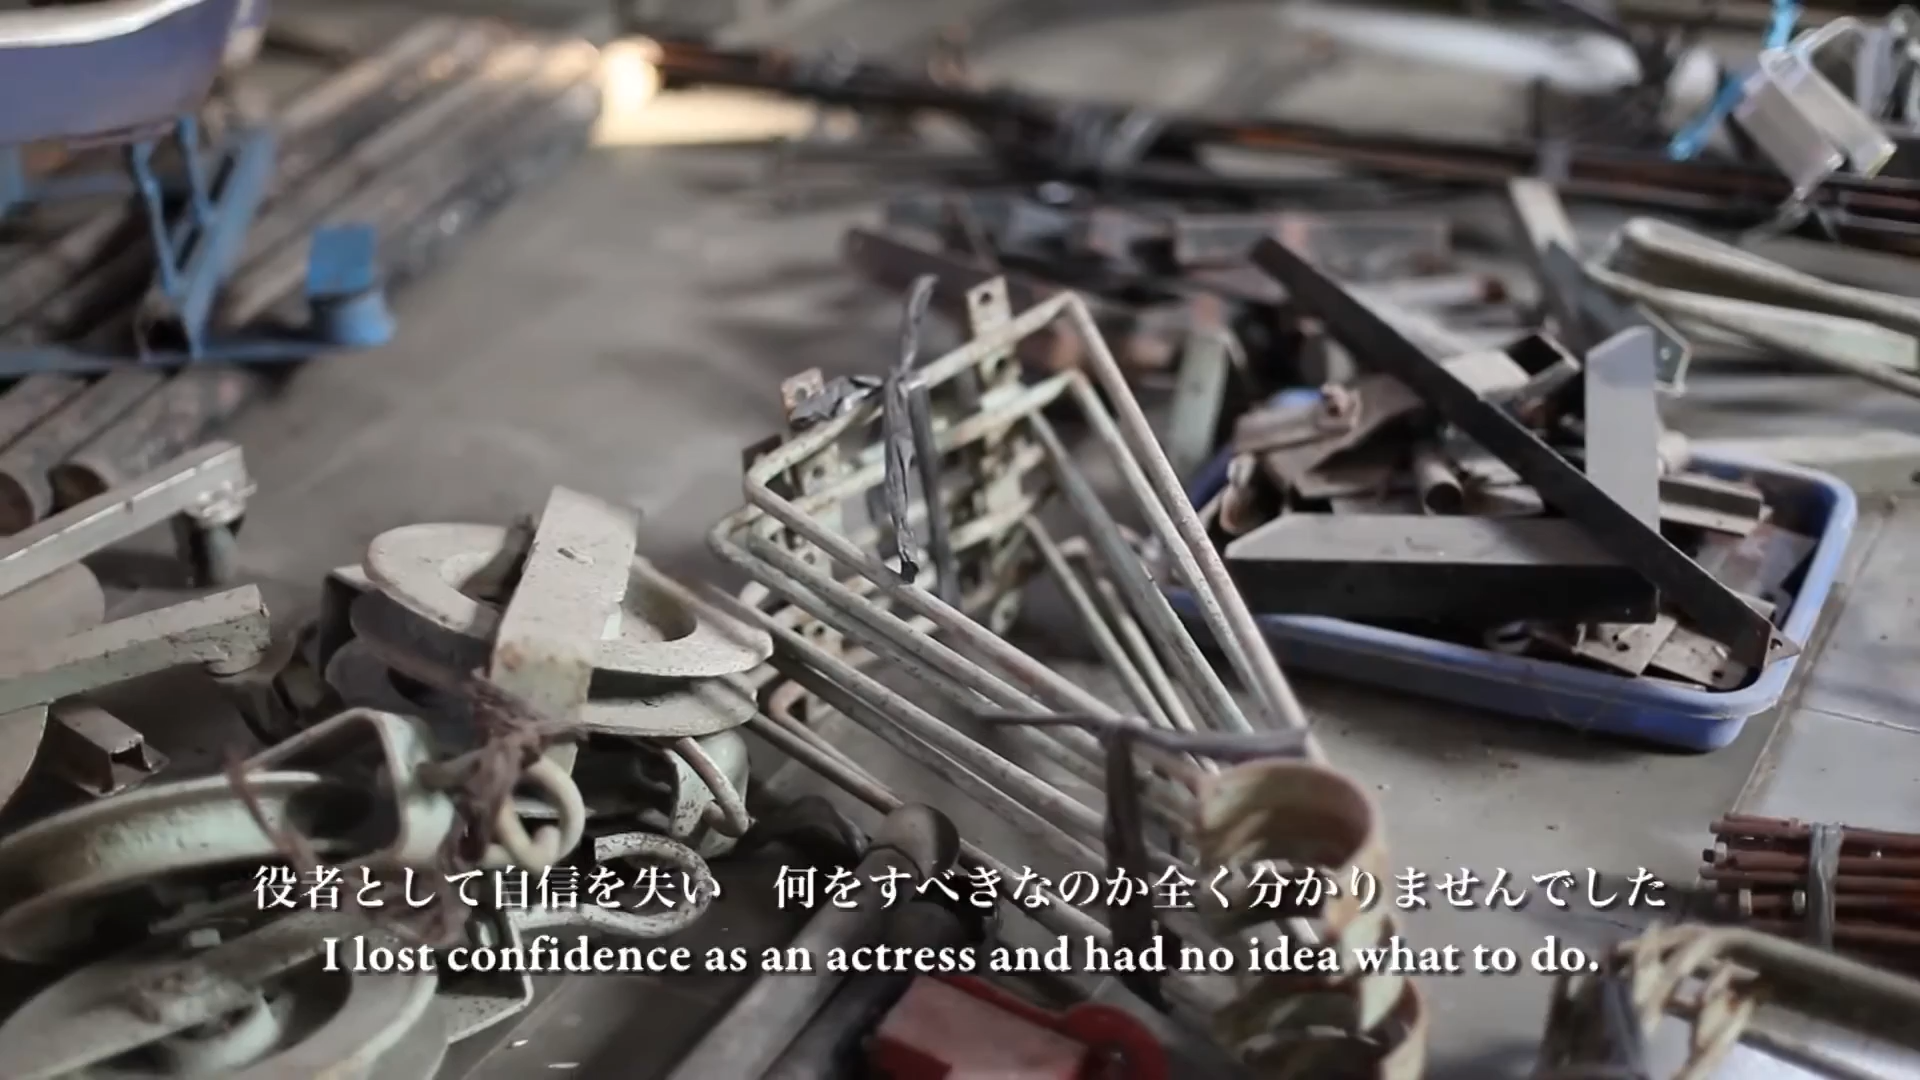 役者として自信を失い　何をすべきなのか全く分かりませんでした
I lost confidence as an actress and had no idea what to do.